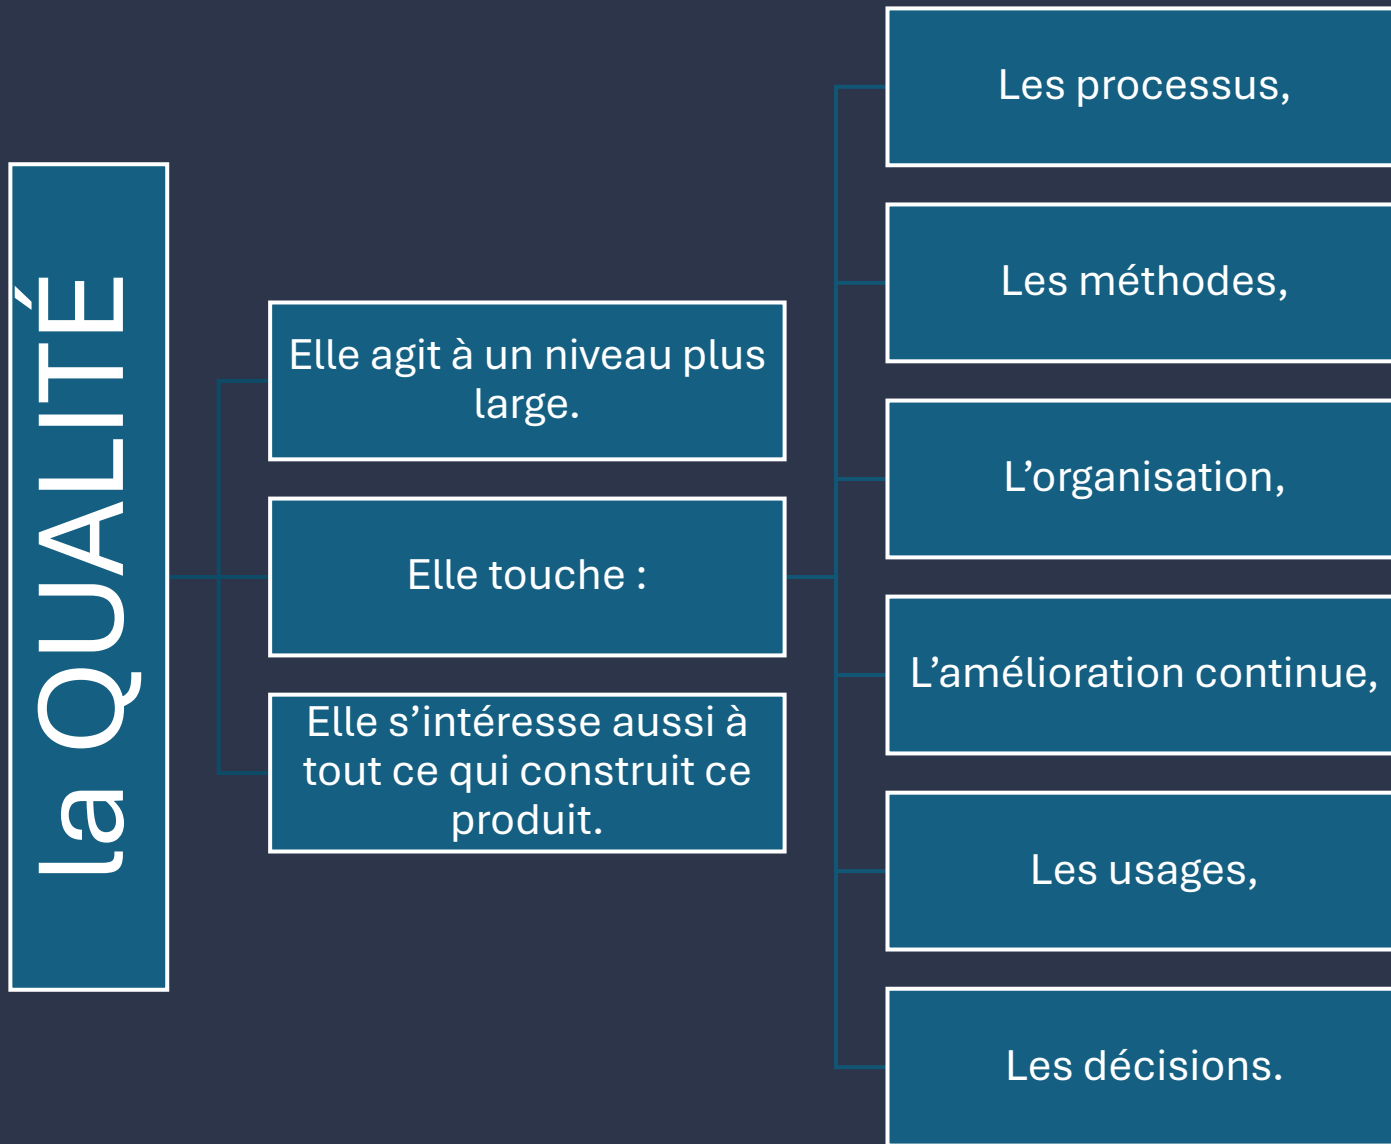 la QUALITÉ
Elle agit à un niveau plus
large.
Elle touche :
Elle s’intéresse aussi à
tout ce qui construit ce
produit.
Les processus,
Les méthodes,
L’organisation,
L’amélioration continue,
Les usages,
Les décisions.